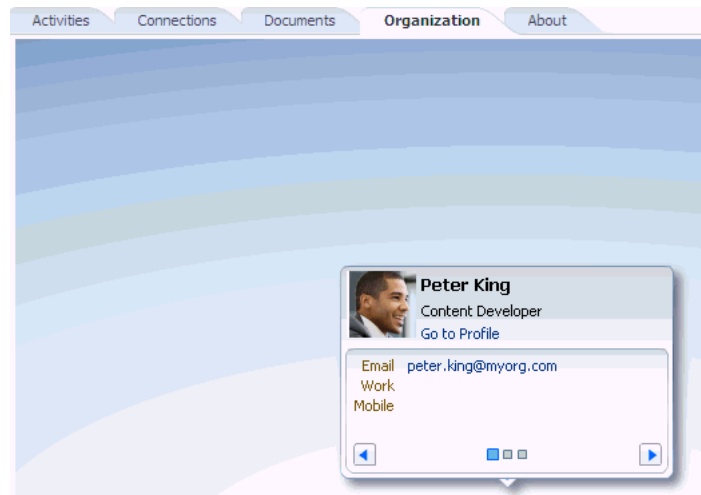 Activities Connections Documents Organization About
Peter King
Content Developer
Go to Profile
Email peter.king@myorg.com
Work
Mobile